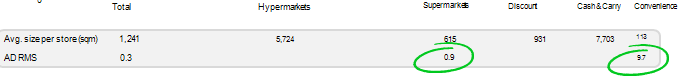 Total Hypermarkets Supermarkets Discount Cash & Carry Convenience
Avg. size per store (sqm) 1,241 5,724 615 931 7,703 113
AD RMS 0.3 0.9 9.7